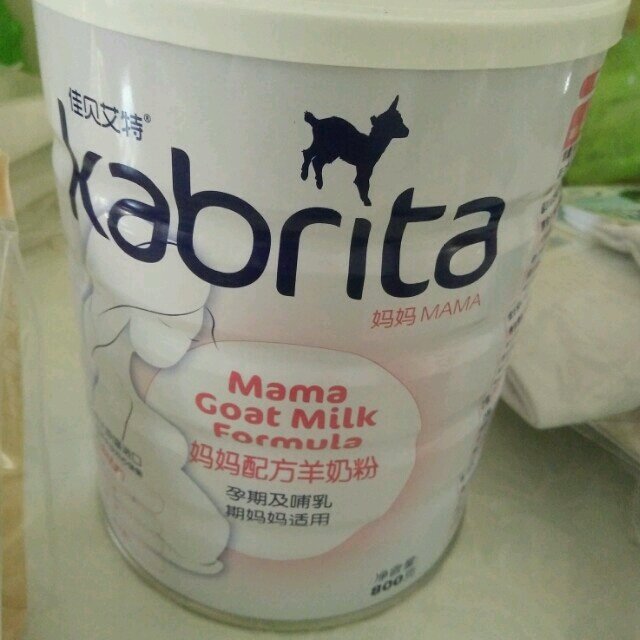 佳贝艾特®
kabrita
妈妈 MAMA
Mama
Goat Milk
Formula
妈妈配方羊奶粉
孕期及哺乳
期妈妈适用
净含量
800克